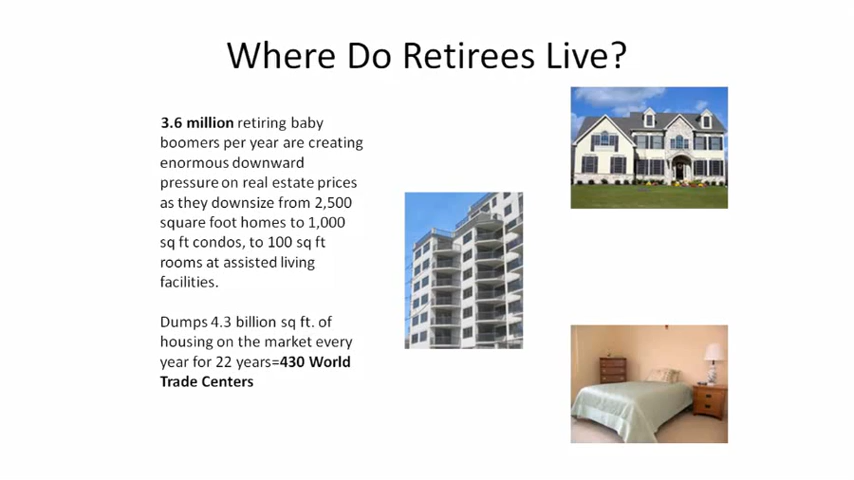 Where Do Retirees Live?
3.6 million retiring baby
boomers per year are creating
enormous downward
pressure on real estate prices
as they downsize from 2,500
square foot homes to 1,000
sq ft condos, to 100 sq ft
rooms at assisted living
facilities.
Dumps 4.3 billion sq ft. of
housing on the market every
year for 22 years=430 World
Trade Centers